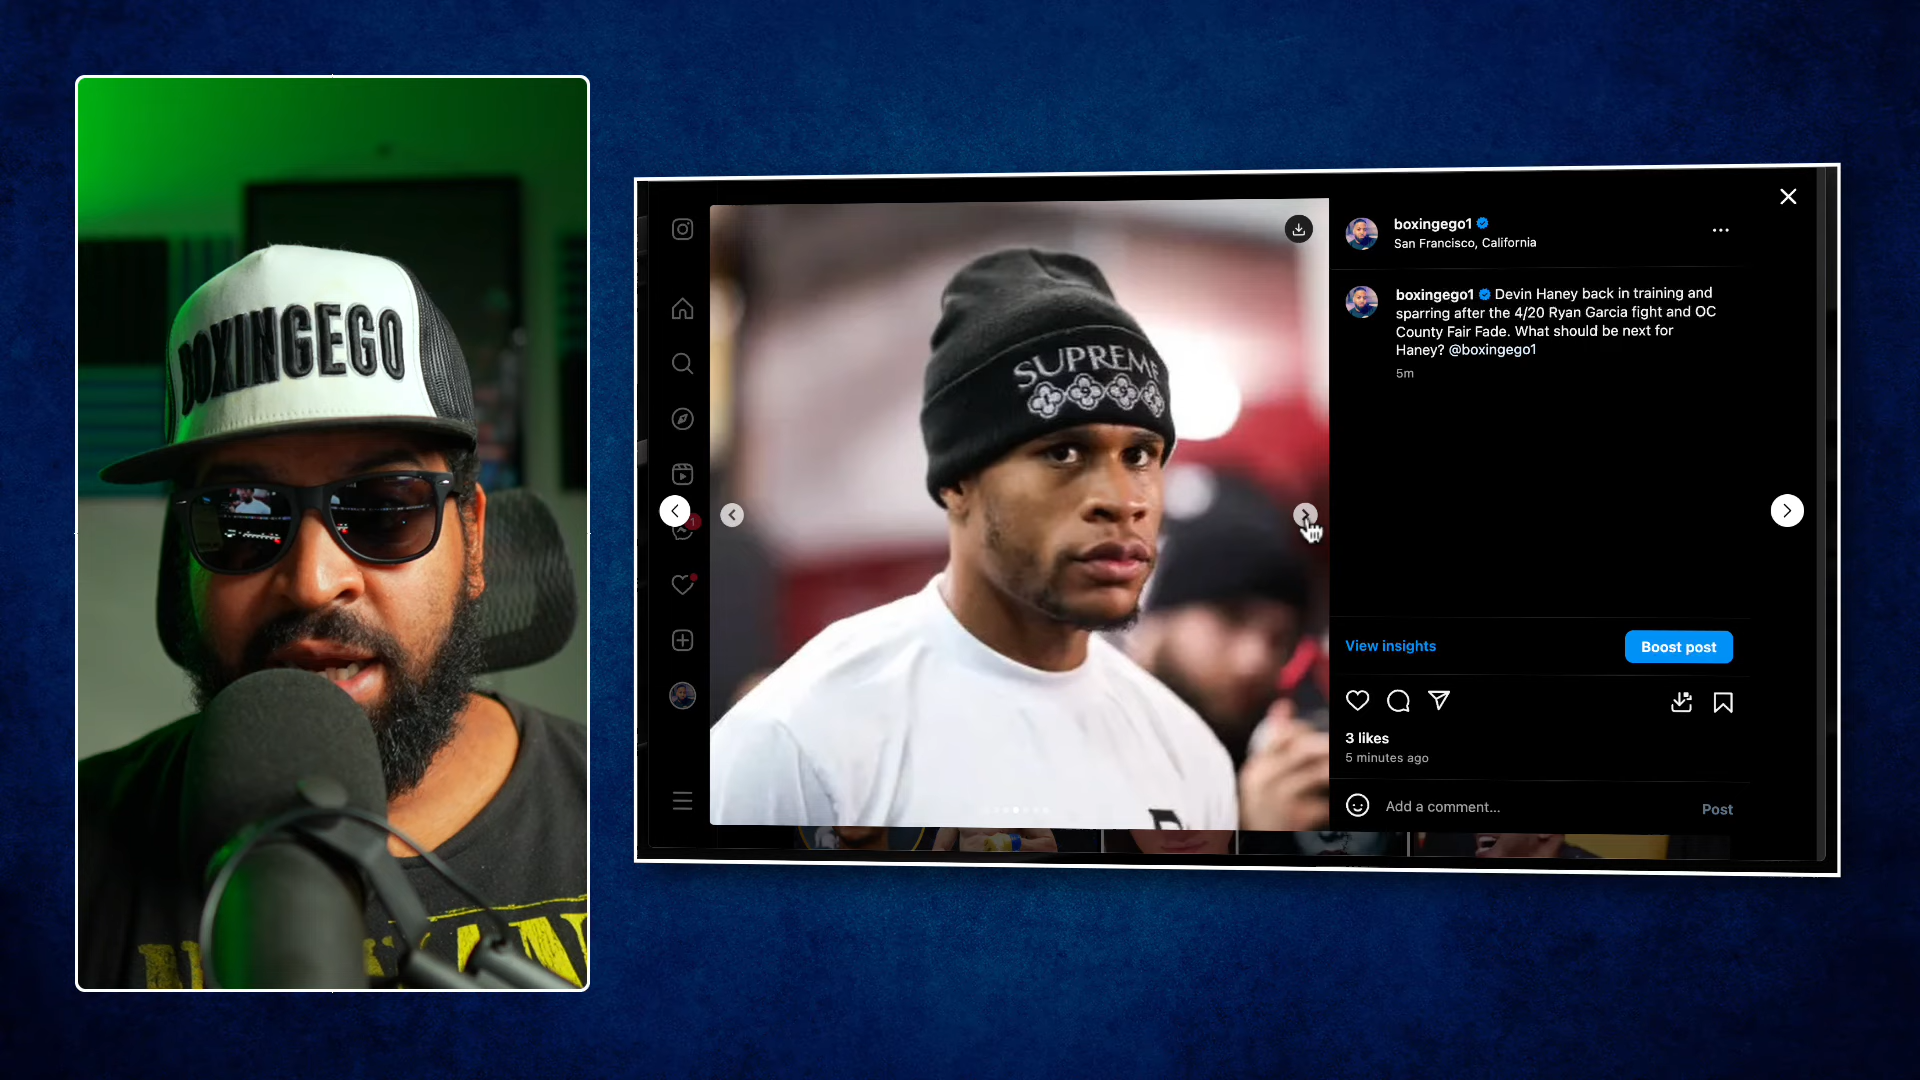 BOXINGEGO
SUPREME
boxingego1
San Francisco, California
boxingego1 Devin Haney back in training and
sparring after the 4/20 Ryan Garcia fight and OC
County Fair Fade. What should be next for
Haney? @boxingego1
5m
1
View insights
Boost post
3 likes
5 minutes ago
Add a comment...
Post